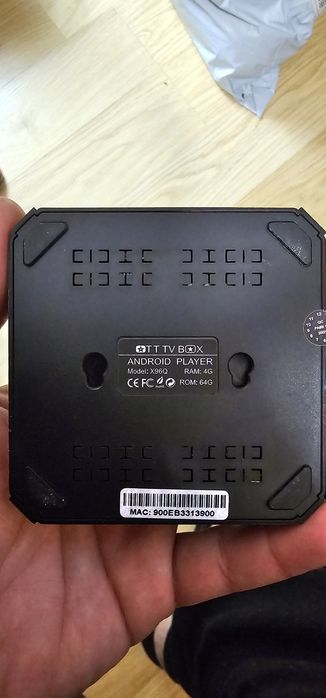 OTT TV BOX
ANDROID PLAYER
Model: X96Q RAM: 4G
CE FC ROM: 64G
MAC: 900EB3313900